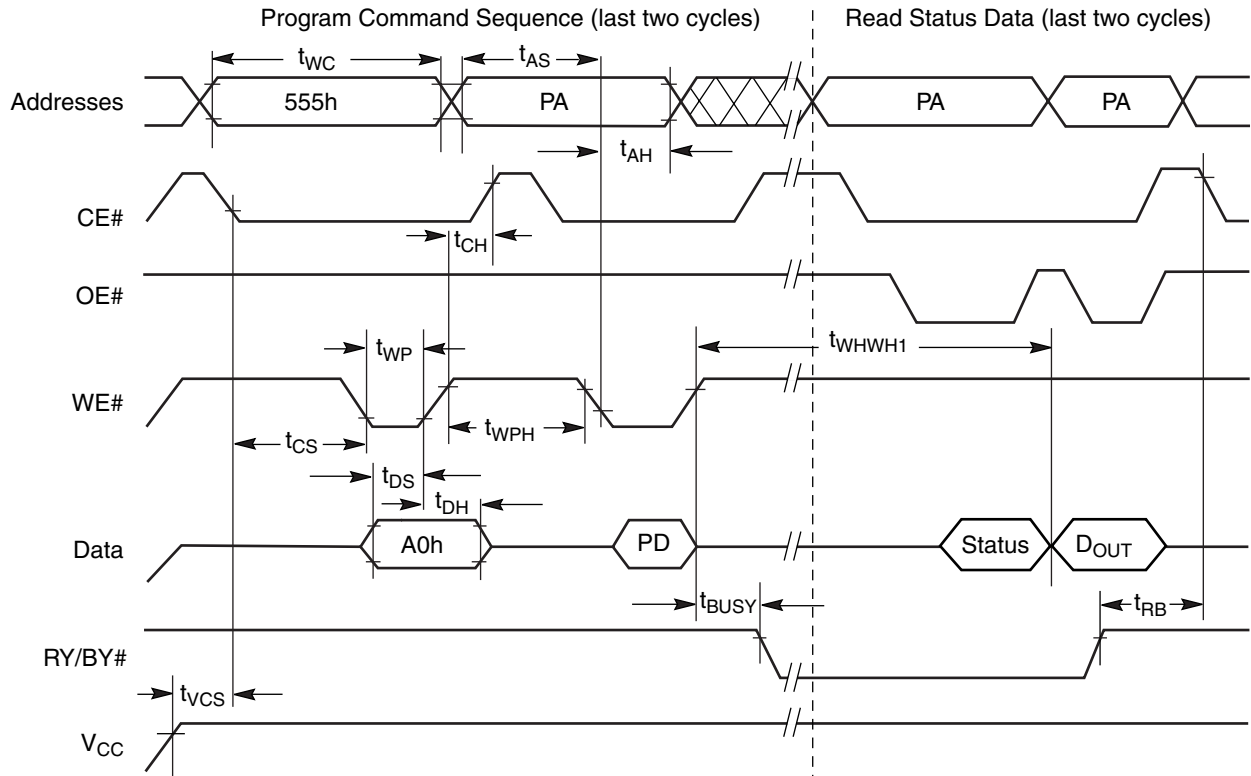 Program Command Sequence (last two cycles) Read Status Data (last two cycles)
tWC tAS
Addresses 555h PA PA PA
tAH
CE#
tCH
OE#
tWP tWHWH1
WE#
tCS tWPH
tDS
tDH
Data A0h PD Status DOUT
tBUSY tRB
RY/BY#
tVCS
VCC